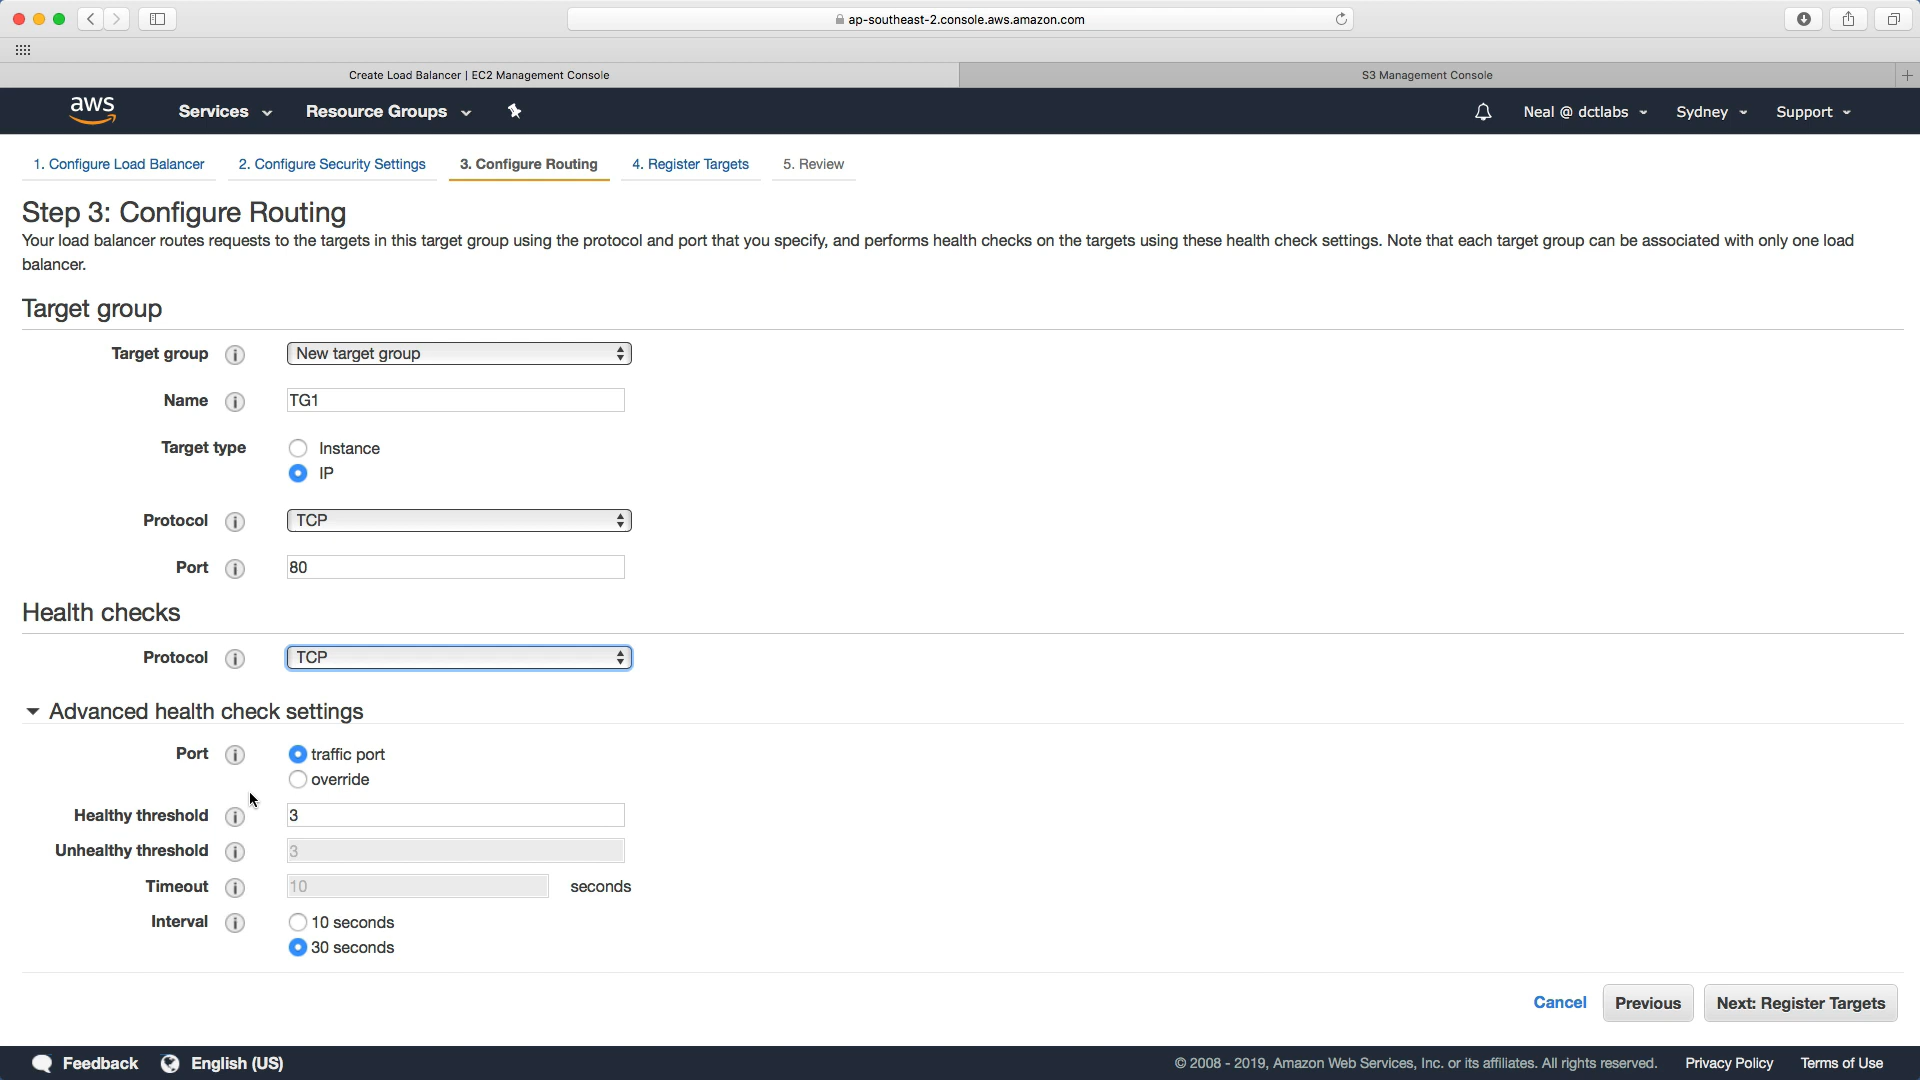 ap-southeast-2.console.aws.amazon.com
Create Load Balancer | EC2 Management Console
S3 Management Console
aws
Services
Resource Groups
Neal @ dctlabs
Sydney
Support
1. Configure Load Balancer
2. Configure Security Settings
3. Configure Routing
4. Register Targets
5. Review
Step 3: Configure Routing
Your load balancer routes requests to the targets in this target group using the protocol and port that you specify, and performs health checks on the targets using these health check settings. Note that each target group can be associated with only one load
balancer.
Target group
Target group i New target group
Name i TG1
Target type Instance
IP
Protocol i TCP
Port i 80
Health checks
Protocol i TCP
Advanced health check settings
Port i traffic port
override
Healthy threshold i 3
Unhealthy threshold i 3
Timeout i 10 seconds
Interval i 10 seconds
30 seconds
Cancel
Previous
Next: Register Targets
Feedback
English (US)
© 2008 - 2019, Amazon Web Services, Inc. or its affiliates. All rights reserved.
Privacy Policy
Terms of Use